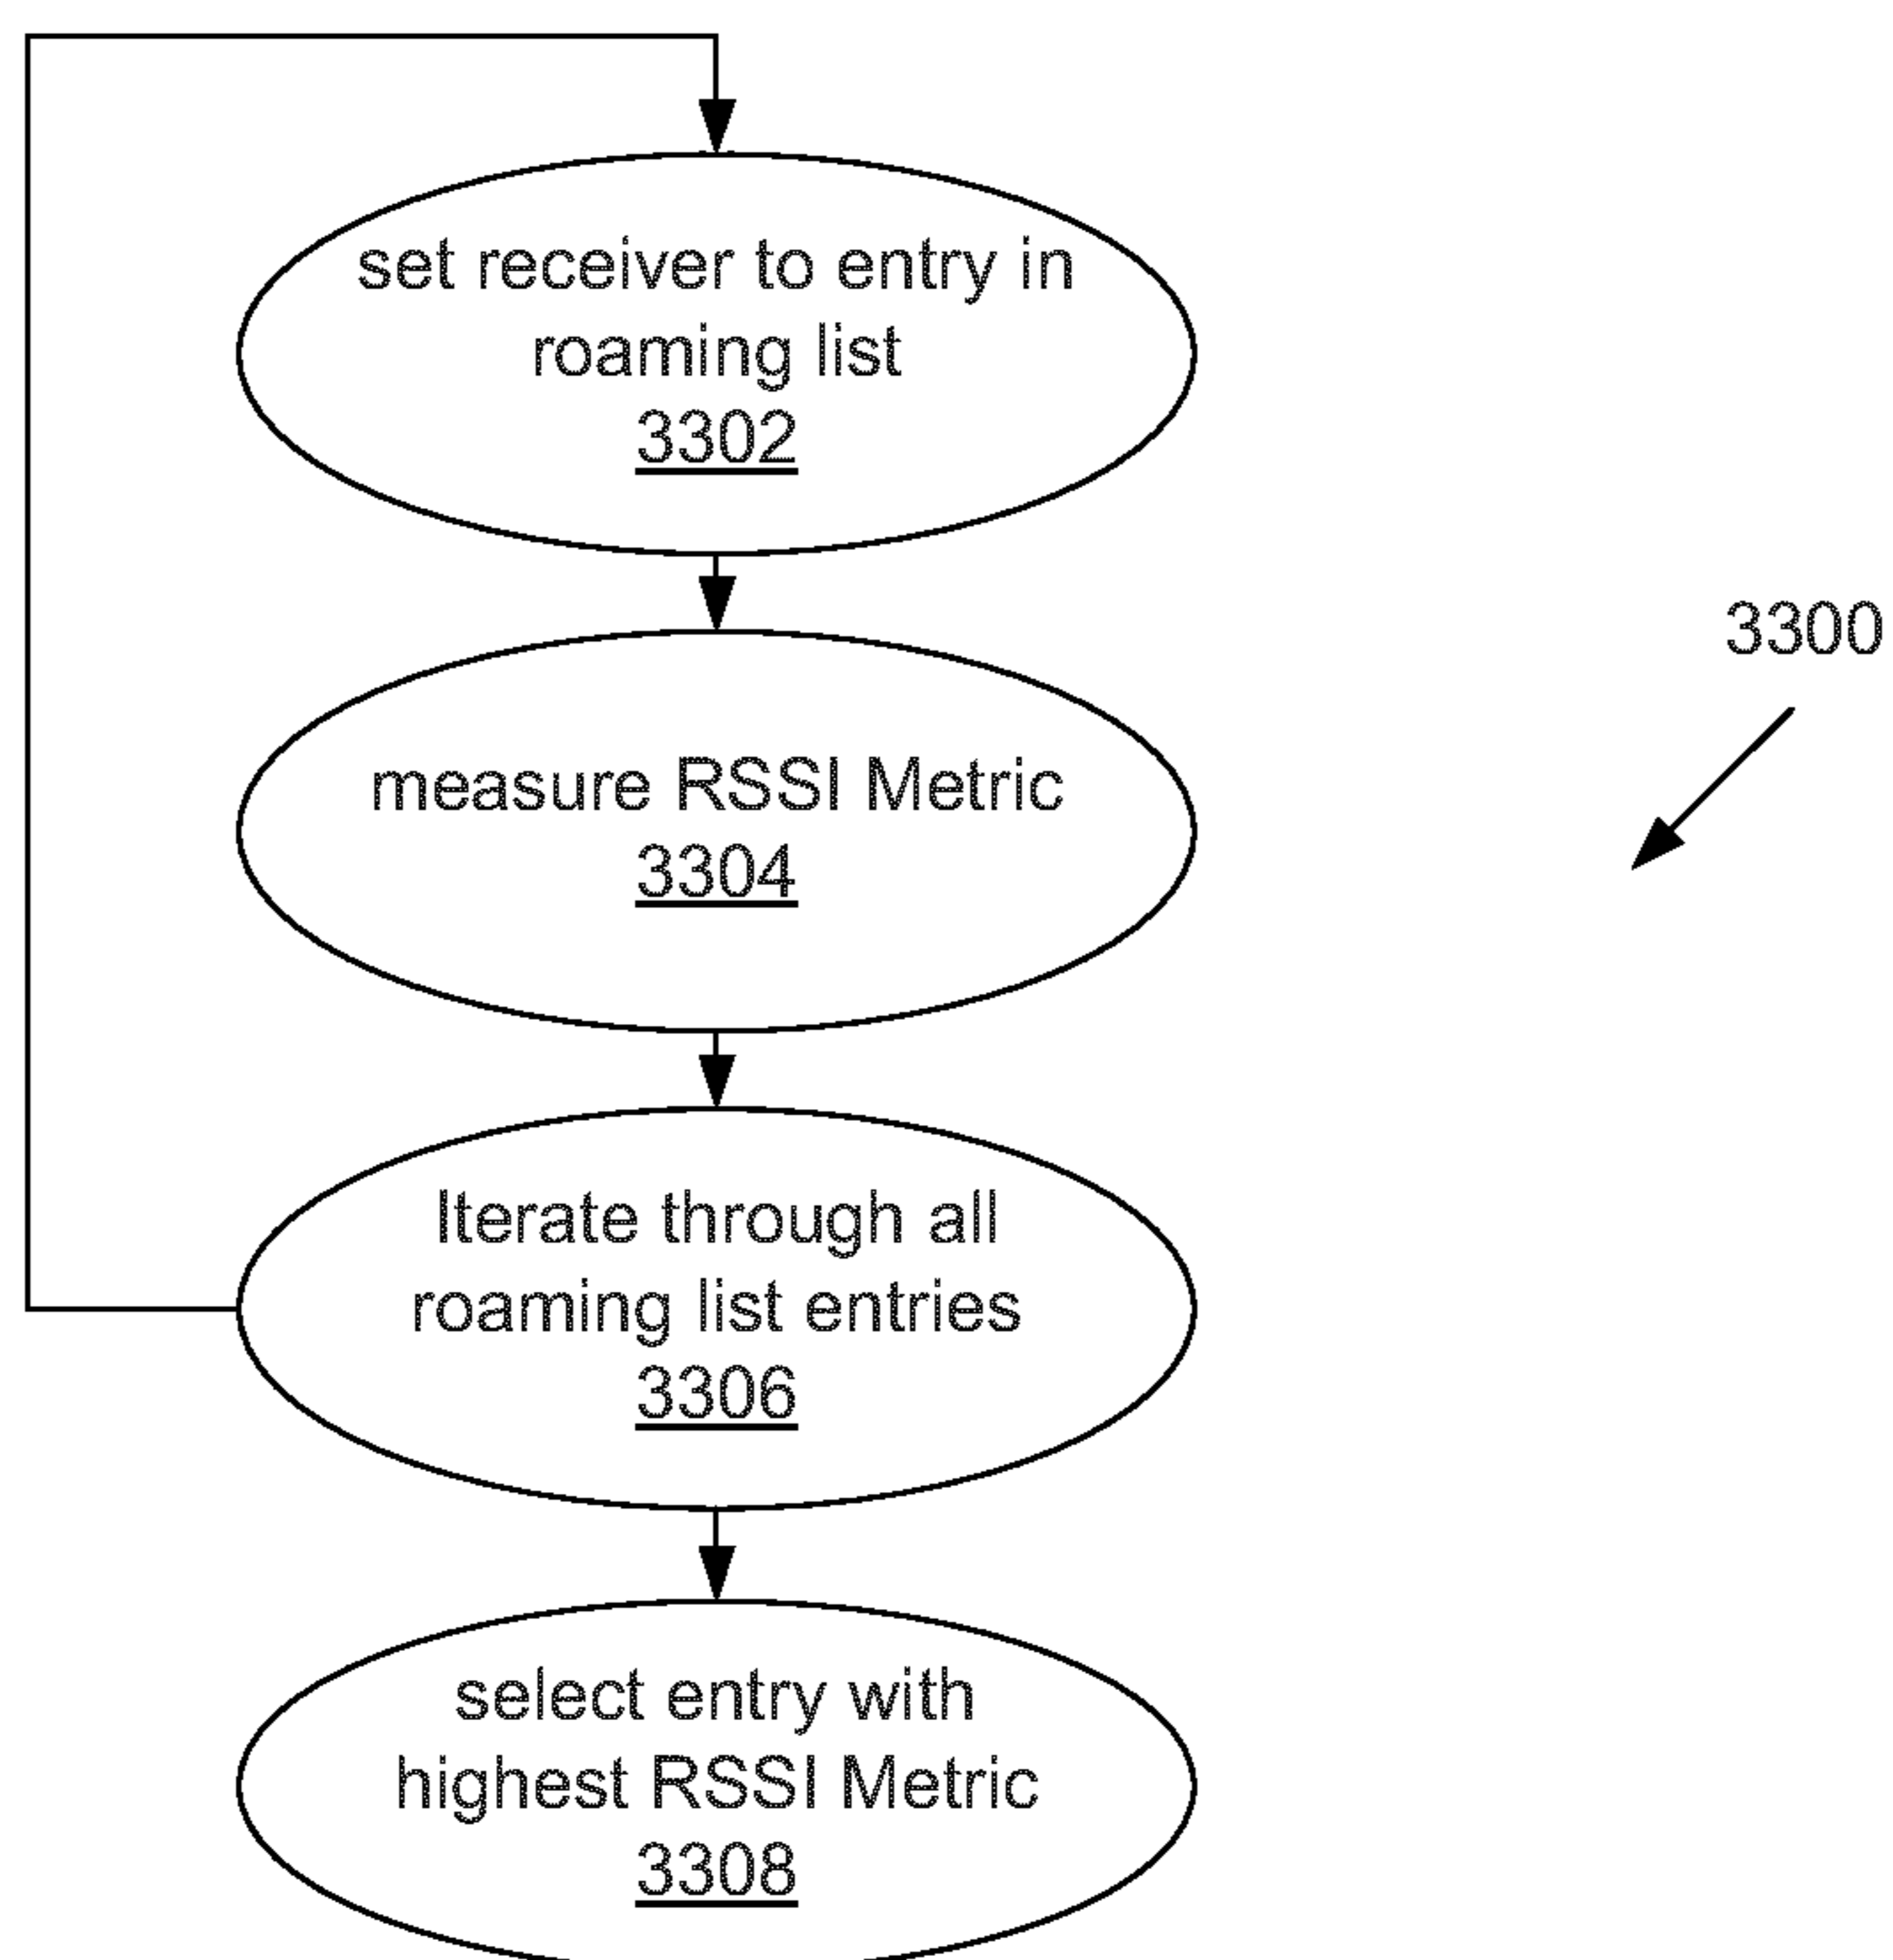 set receiver to entry in
roaming list
3302
3300
measure RSSI Metric
3304
Iterate through all
roaming list entries
3306
select entry with
highest RSSI Metric
3308